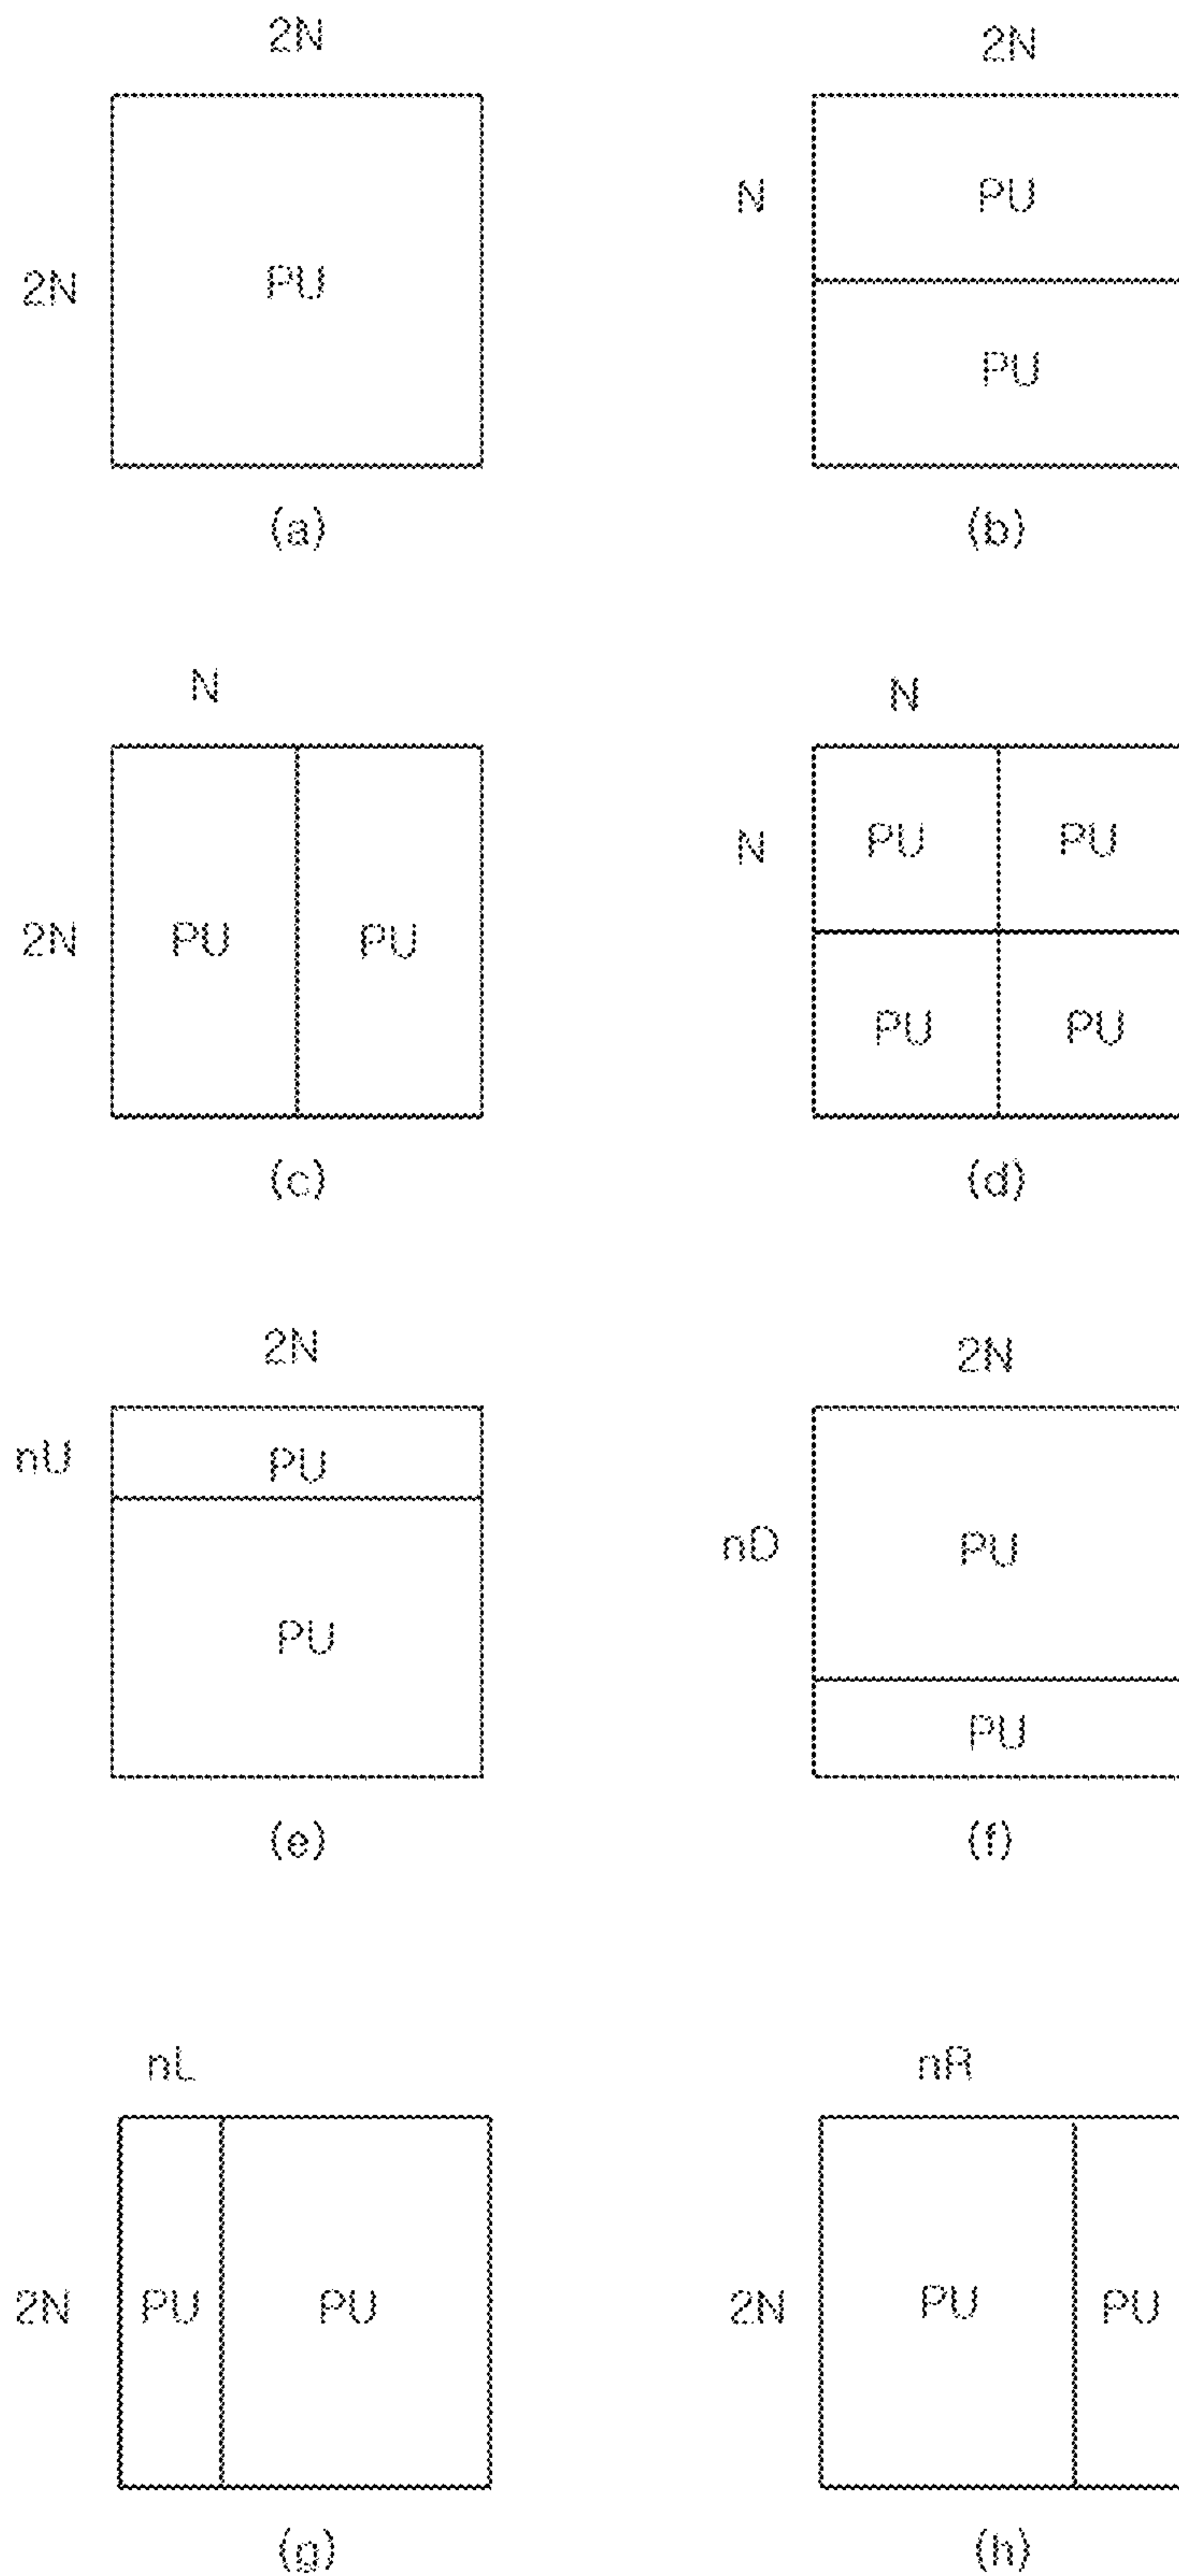 2N 2N
N PU
2N PU
PU
(a) (b)
N N
N PU PU
2N PU PU
PU PU
(c) (d)
2N 2N
nU PU
nD PU
PU
PU
(e) (f)
nL nR
2N PU PU 2N PU PU
(g) (h)